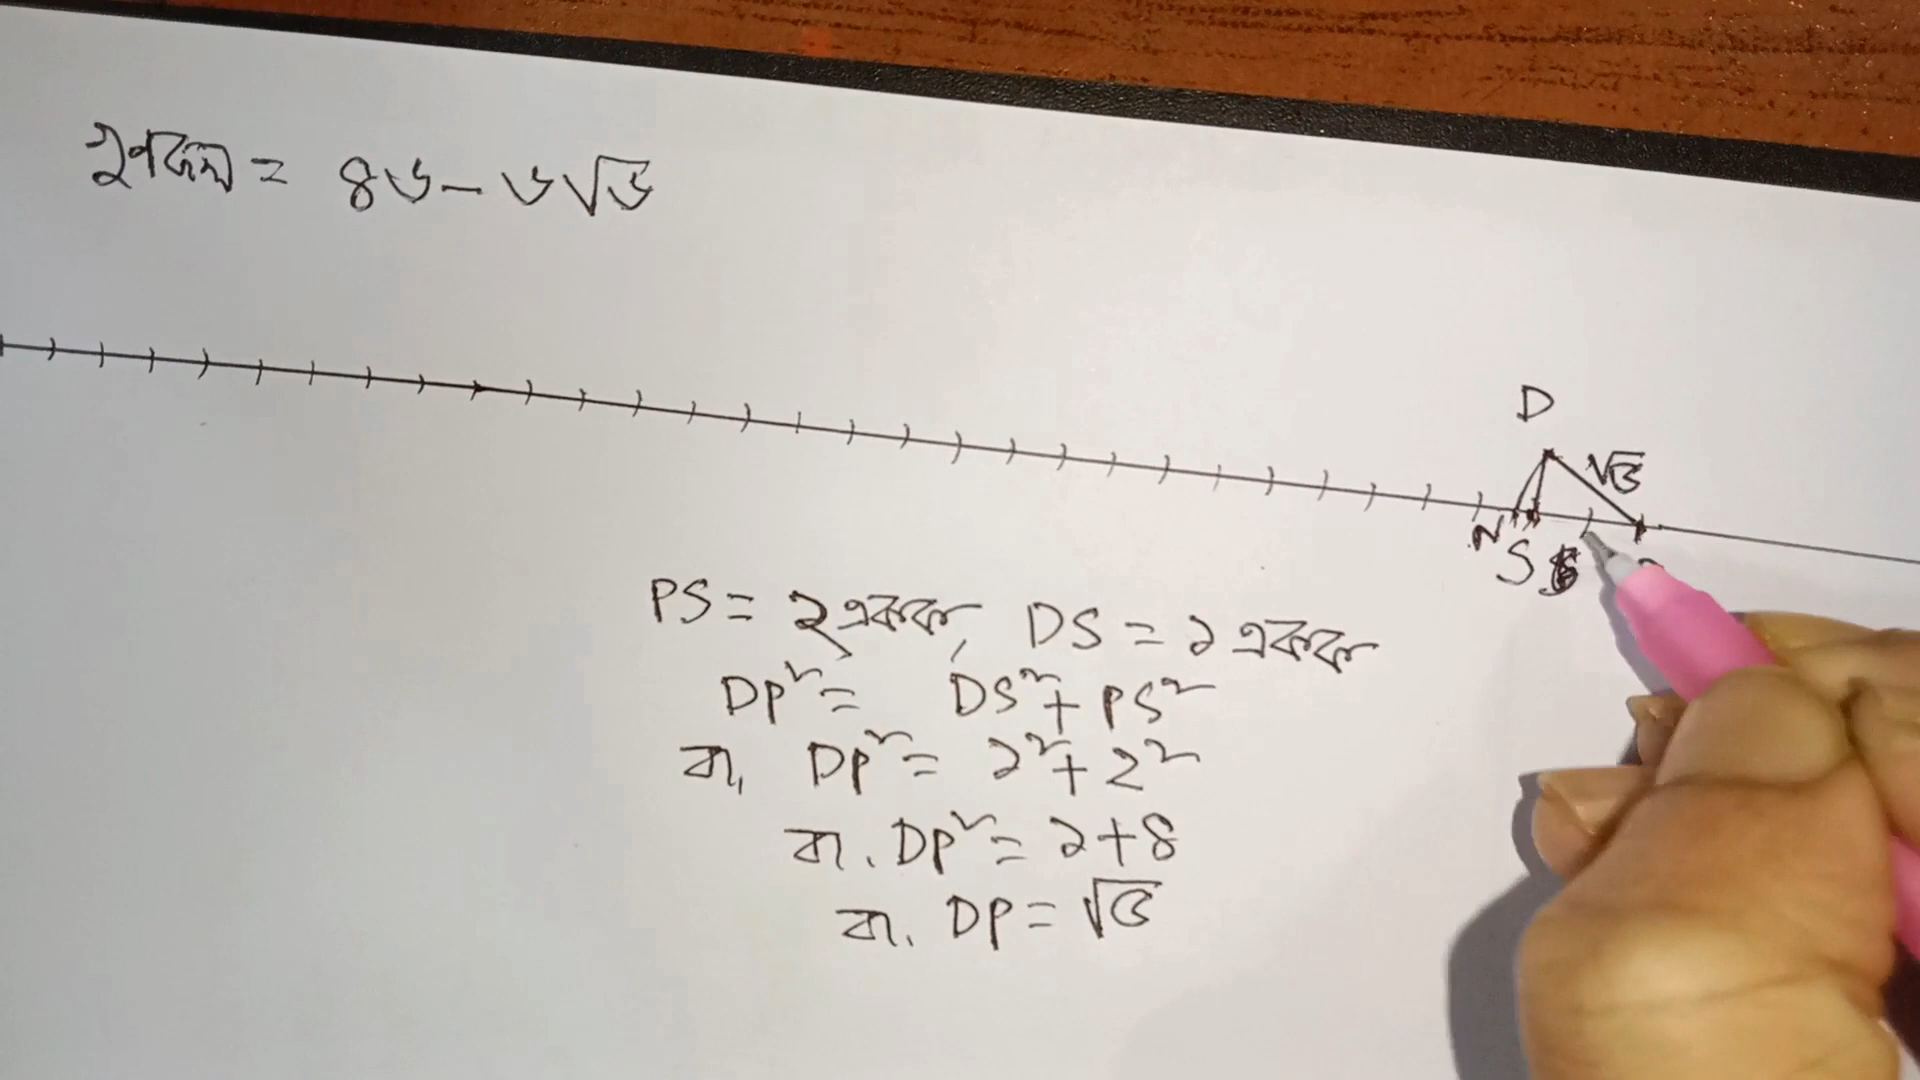 গুণফল = ৪৬ - ৬√৫
D
√৫
N S
PS = ২ একক, DS = ১ একক
DP² = DS² + PS²
বা, DP² = ১² + ২²
বা, DP² = ১ + ৪
বা, DP = √৫